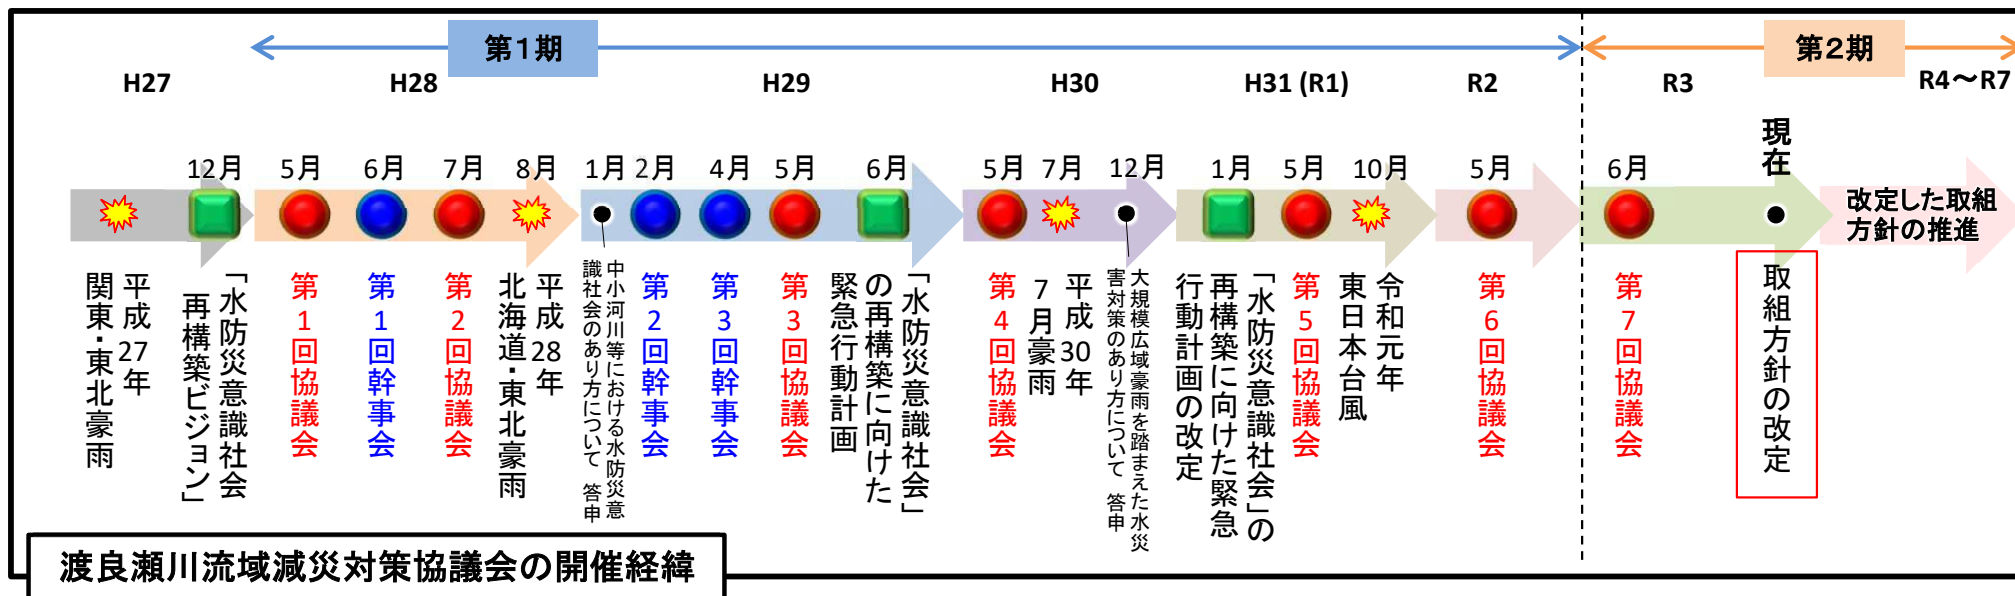 第１期
第２期
H27
H28
H29
H30
H31 (R1)
R2
R3
R4～R7
12月
5月
6月
7月
8月
1月
2月
4月
5月
6月
5月
7月
12月
1月
5月
10月
5月
6月
現在
平成27年
関東・東北豪雨
「水防災意識社会
再構築ビジョン」
第1回協議会
第1回幹事会
第2回協議会
平成28年
北海道・東北豪雨
中小河川等における水防災意
識社会のあり方について 答申
第2回幹事会
第3回幹事会
第3回協議会
「水防災意識社会」
の再構築に向けた
緊急行動計画
第4回協議会
平成30年
7月豪雨
大規模広域豪雨を踏まえた水災
害対策のあり方について 答申
「水防災意識社会」の
再構築に向けた緊急
行動計画の改定
第5回協議会
令和元年
東日本台風
第6回協議会
第7回協議会
取組方針の改定
改定した取組
方針の推進
渡良瀬川流域減災対策協議会の開催経緯